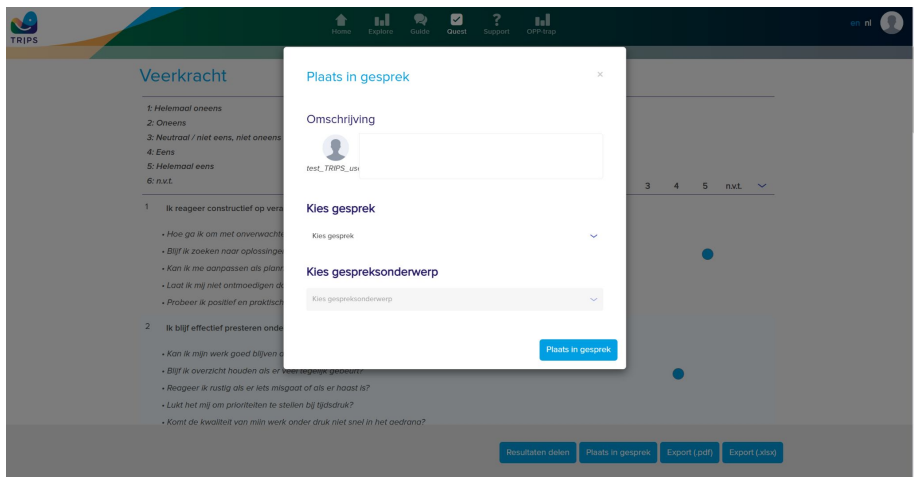 TRIPS
Home Explore Guide Quest Support OPP-trap
en nl
Veerkracht
1: Helemaal oneens
2: Oneens
3: Neutraal / niet eens, niet oneens
4: Eens
5: Helemaal eens
6: n.v.t.
3 4 5 n.v.t.
1 Ik reageer constructief op vera
• Hoe ga ik om met onverwachte
• Blijf ik zoeken naar oplossingen
• Kan ik me aanpassen als plann
• Laat ik mij niet ontmoedigen do
• Probeer ik positief en praktisch
2 Ik blijf effectief presteren onde
• Kan ik mijn werk goed blijven d
• Blijf ik overzicht houden als er veel tegelijk gebeurt?
• Reageer ik rustig als er iets misgaat of als er haast is?
• Lukt het mij om prioriteiten te stellen bij tijdsdruk?
• Komt de kwaliteit van mijn werk onder druk niet snel in het gedrang?
Plaats in gesprek
×
Omschrijving
test_TRIPS_use
Kies gesprek
Kies gesprek
Kies gespreksonderwerp
Kies gespreksonderwerp
Plaats in gesprek
Resultaten delen Plaats in gesprek Export (.pdf) Export (.xlsx)